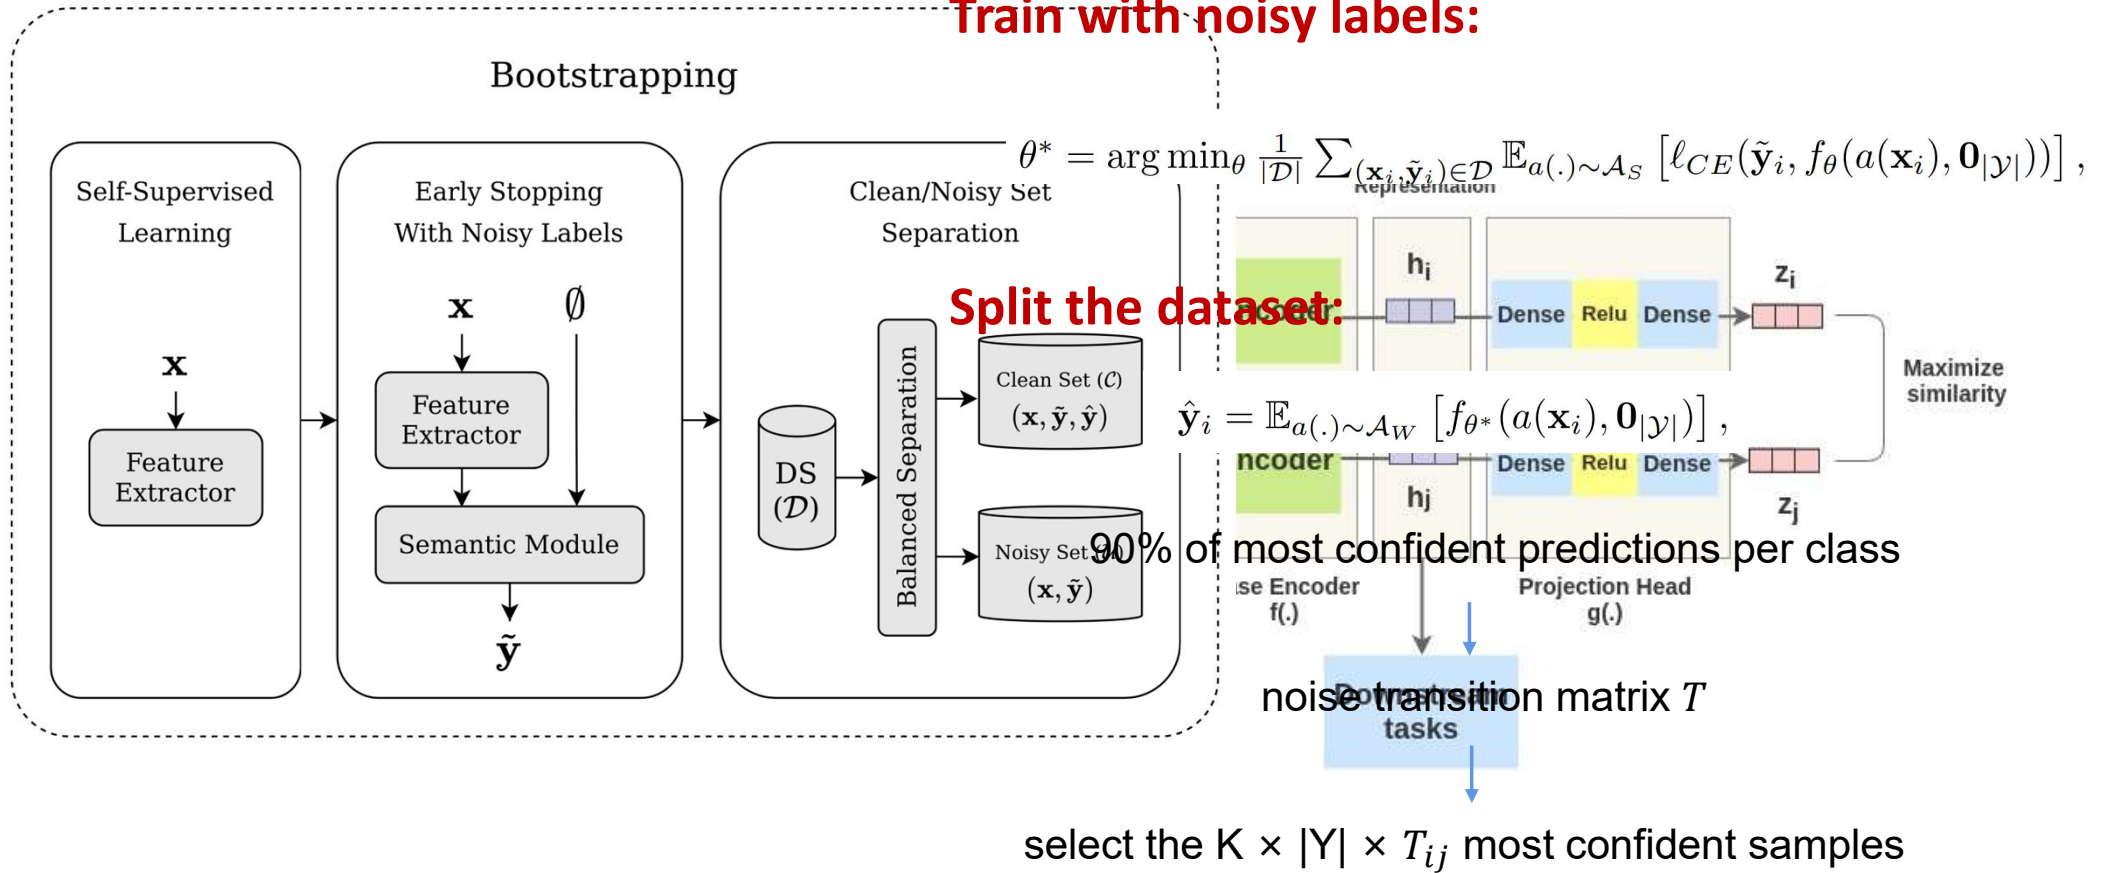 Train with noisy labels:
Bootstrapping
θ* = arg min_θ 1/|𝒟| ∑_(𝐱_i,𝐲̃_i)∈𝒟 𝔼_a(.)∼𝒜_S [ℓ_CE(𝐲̃_i, f_θ(a(𝐱_i), 𝟎_|𝒴|))] ,
Self-Supervised
Learning
𝐱
Feature
Extractor
Early Stopping
With Noisy Labels
𝐱
∅
Feature
Extractor
Semantic Module
𝐲̃
Clean/Noisy Set
Separation
DS
(𝒟)
Balanced Separation
Clean Set (𝒞)
(𝐱, 𝐲̃, 𝐲̂)
Noisy Set
(𝐱, 𝐲̃)
Representation
Split the dataset:
h_i
Dense
Relu
Dense
z_i
Maximize
similarity
𝐲̂_i = 𝔼_a(.)∼𝒜_W [f_θ*(a(𝐱_i), 𝟎_|𝒴|)] ,
h_j
Dense
Relu
Dense
z_j
90% of most confident predictions per class
Encoder
f(.)
Projection Head
g(.)
noise transition matrix T
Downstream
tasks
select the K × |Y| × T_ij most confident samples